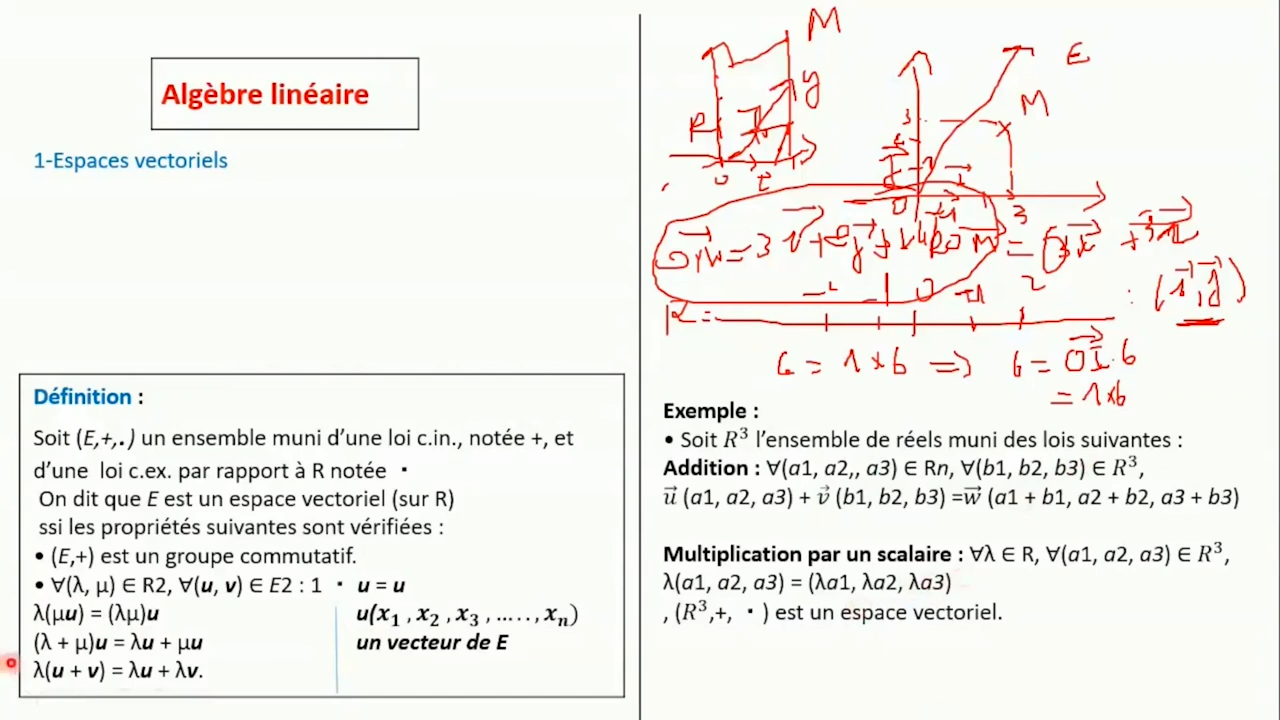 Algèbre linéaire
1-Espaces vectoriels
Définition :
Soit (E,+,.) un ensemble muni d’une loi c.in., notée +, et
d’une loi c.ex. par rapport à R notée ·
On dit que E est un espace vectoriel (sur R)
ssi les propriétés suivantes sont vérifiées :
• (E,+) est un groupe commutatif.
• ∀(λ, μ) ∈ R2, ∀(u, v) ∈ E2 : 1 · u = u
λ(μu) = (λμ)u
(λ + μ)u = λu + μu
λ(u + v) = λu + λv.
u(x₁ , x₂ , x₃ , ….. , xₙ)
un vecteur de E
M
y
E
M
3
3
R=
6 = 1 x 6 => 6 = OI . 6
= 1 x 6
Exemple :
• Soit R³ l’ensemble de réels muni des lois suivantes :
Addition : ∀(a1, a2,, a3) ∈ Rn, ∀(b1, b2, b3) ∈ R³,
u⃗ (a1, a2, a3) + v⃗ (b1, b2, b3) =w⃗ (a1 + b1, a2 + b2, a3 + b3)
Multiplication par un scalaire : ∀λ ∈ R, ∀(a1, a2, a3) ∈ R³,
λ(a1, a2, a3) = (λa1, λa2, λa3)
, (R³,+, · ) est un espace vectoriel.